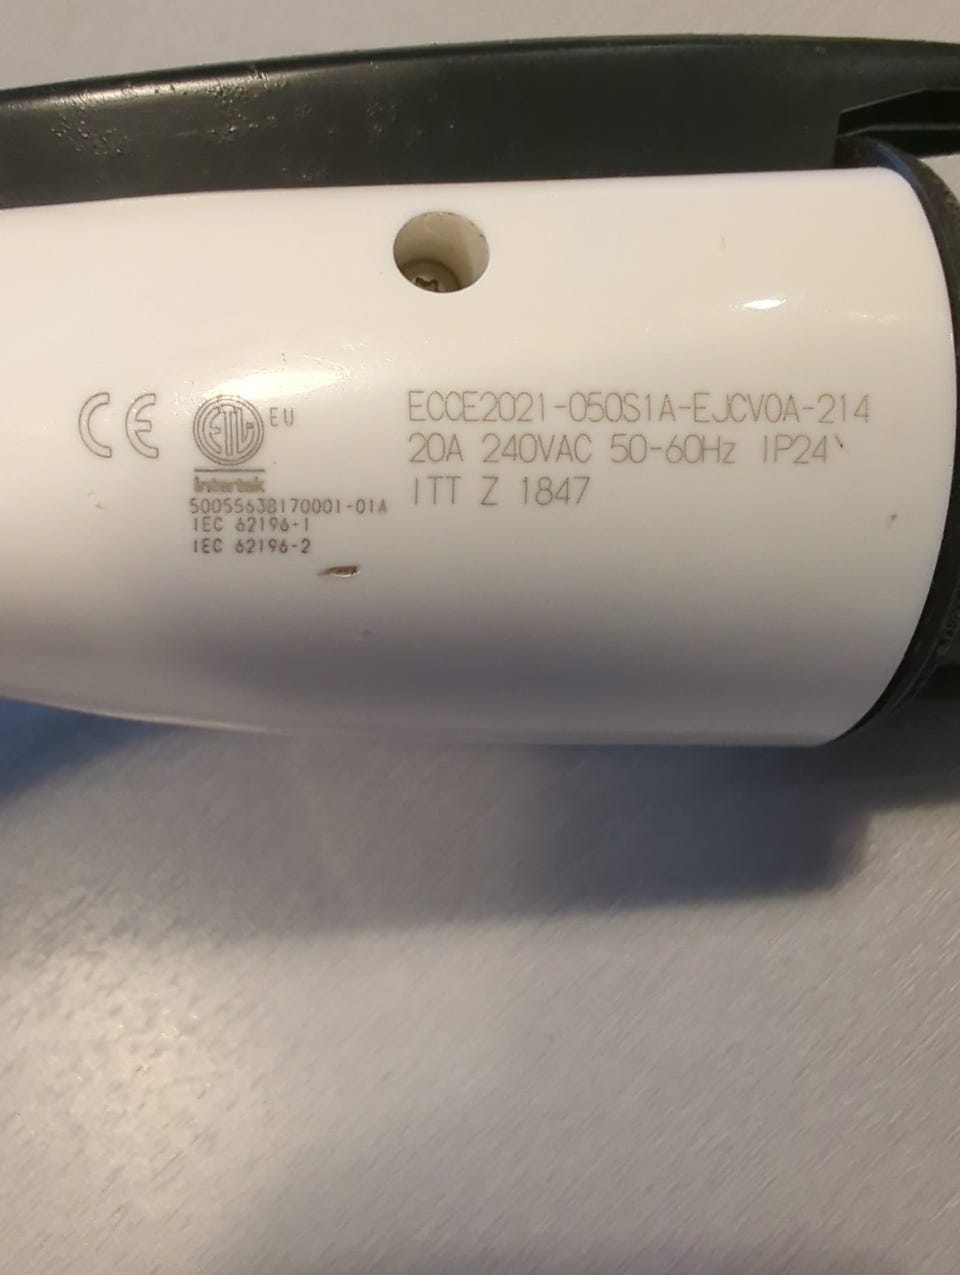 CE
ETL
EU
Intertek
5005563B170001-01A
IEC 62196-1
IEC 62196-2
ECCE2021-050S1A-EJCV0A-214
20A 240VAC 50-60Hz IP24
ITT Z 1847